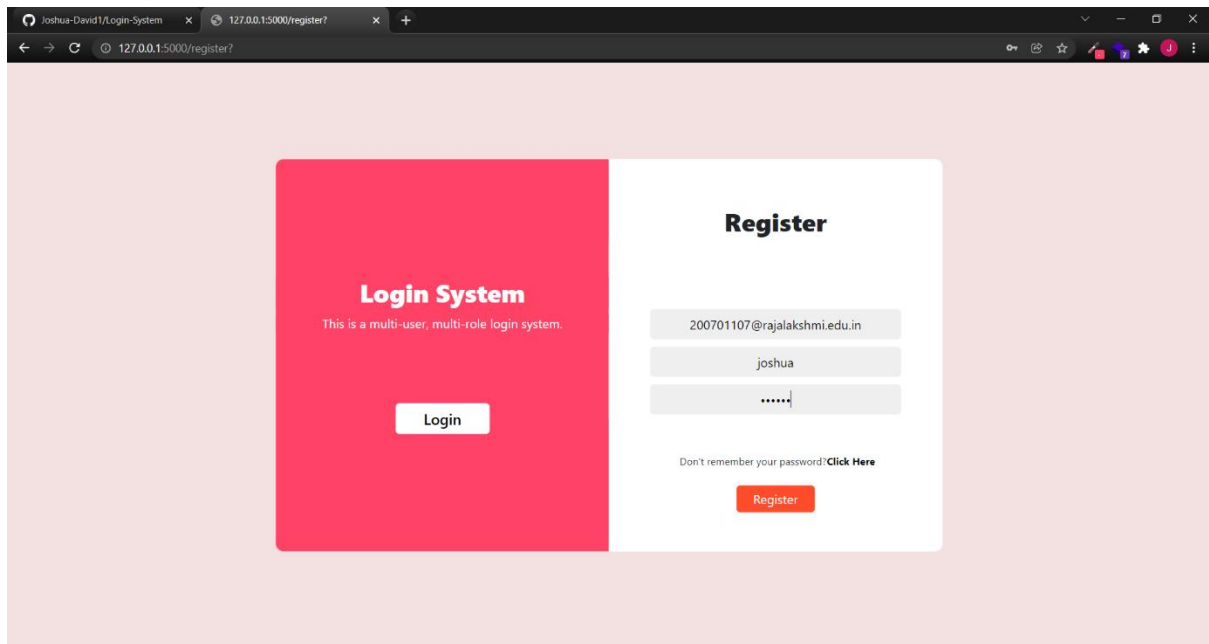 Joshua-David1/Login-System
127.0.0.1:5000/register?
127.0.0.1:5000/register?
7
J
Login System
This is a multi-user, multi-role login system.
Login
Register
200701107@rajalakshmi.edu.in
joshua
••••••
Don't remember your password?Click Here
Register